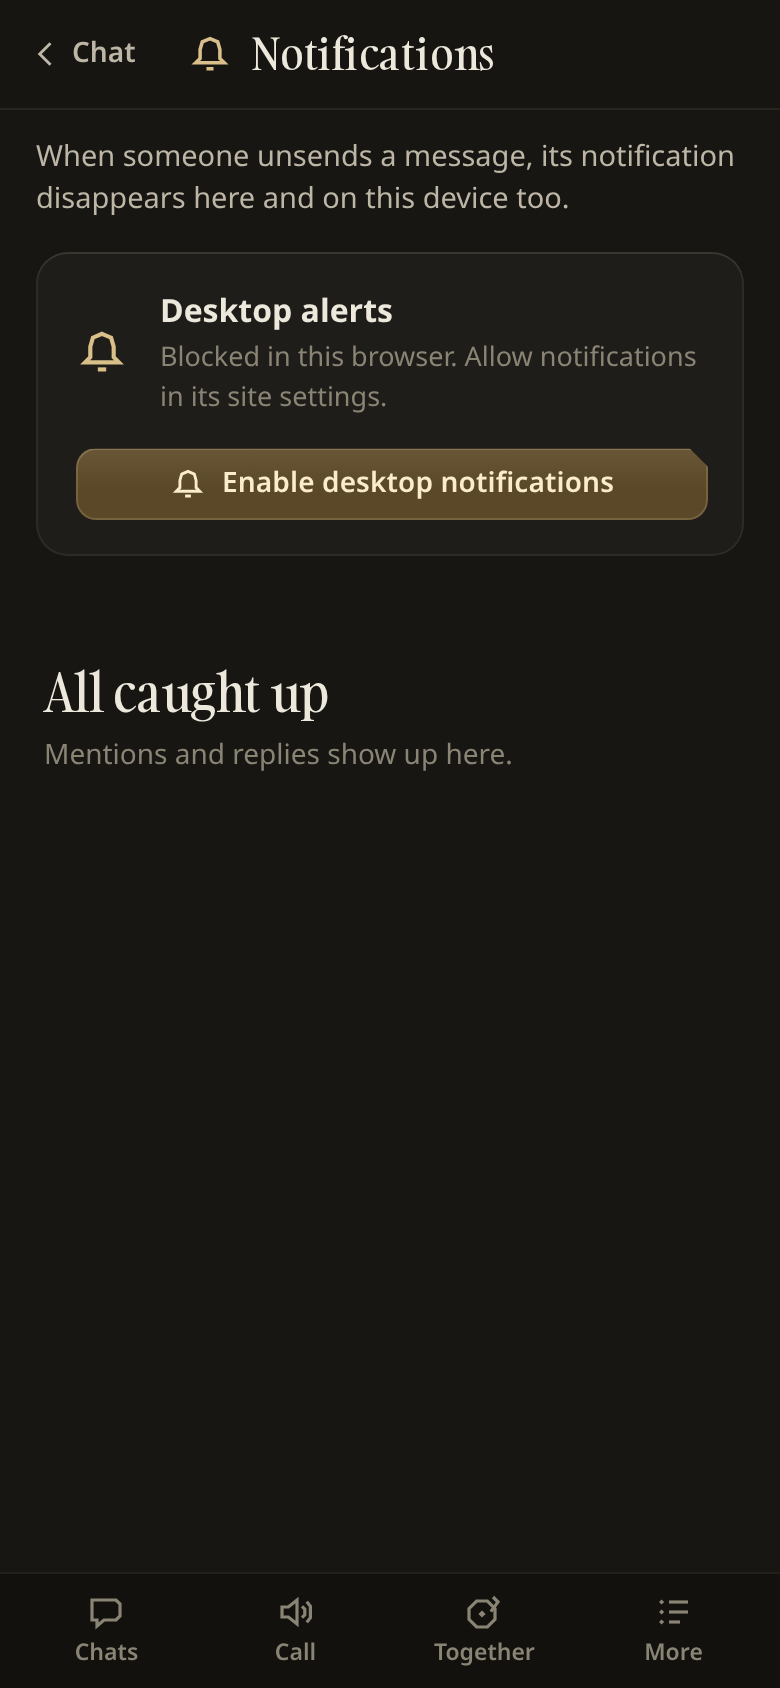 Chat
Notifications
When someone unsends a message, its notification
disappears here and on this device too.
Desktop alerts
Blocked in this browser. Allow notifications
in its site settings.
Enable desktop notifications
All caught up
Mentions and replies show up here.
Chats
Call
Together
More